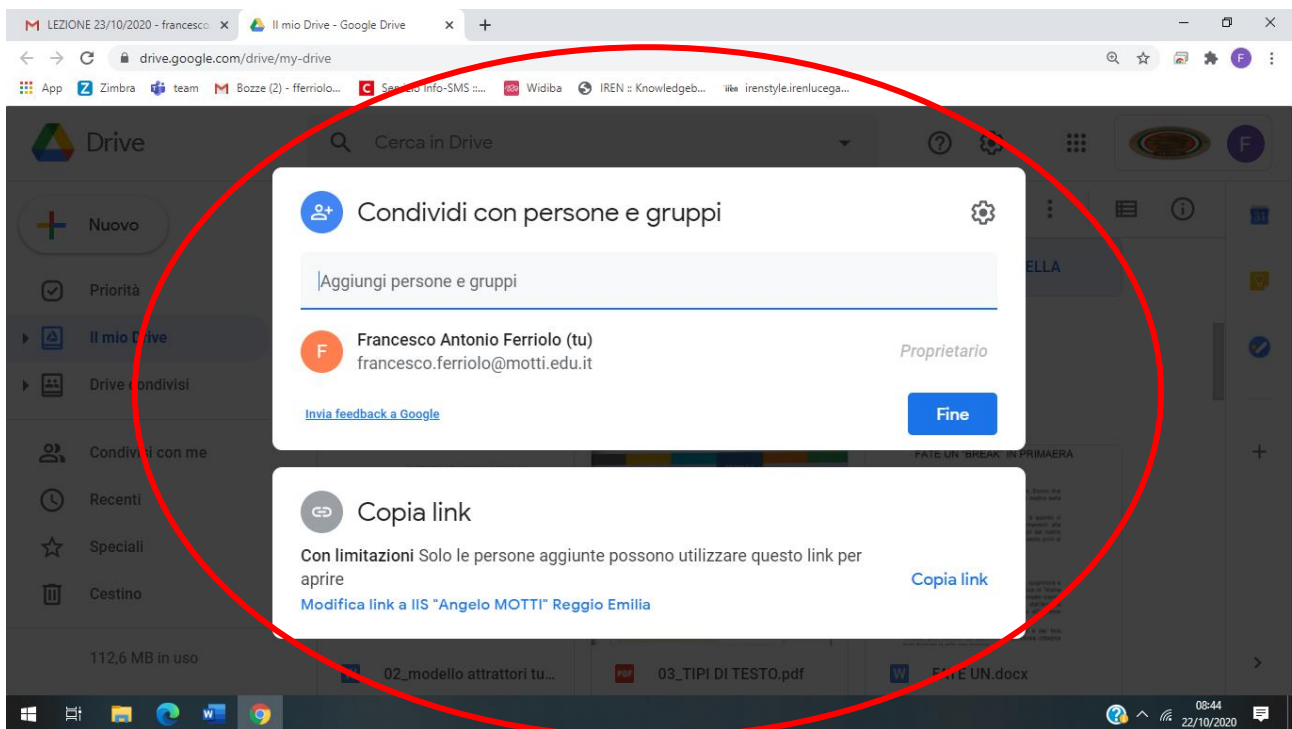 LEZIONE 23/10/2020 - francesco.
Il mio Drive - Google Drive
drive.google.com/drive/my-drive
F
App
Zimbra
team
Bozze (2) - fferriolo...
Servizio Info-SMS ::...
Widiba
IREN :: Knowledgeb...
irenstyle.irenlucega...
Drive
Cerca in Drive
F
Nuovo
31
Condividi con persone e gruppi
Aggiungi persone e gruppi
ELLA
Priorità
Francesco Antonio Ferriolo (tu)
F
francesco.ferriolo@motti.edu.it
Proprietario
Il mio Drive
Drive condivisi
Invia feedback a Google
Fine
Condivisi con me
FATE UN "BREAK" IN PRIMAERA
Recenti
Copia link
Speciali
Con limitazioni Solo le persone aggiunte possono utilizzare questo link per
aprire
Copia link
Cestino
Modifica link a IIS "Angelo MOTTI" Reggio Emilia
112,6 MB in uso
W
02_modello attrattori tu...
PDF
03_TIPI DI TESTO.pdf
W
FATE UN.docx
08:44
22/10/2020